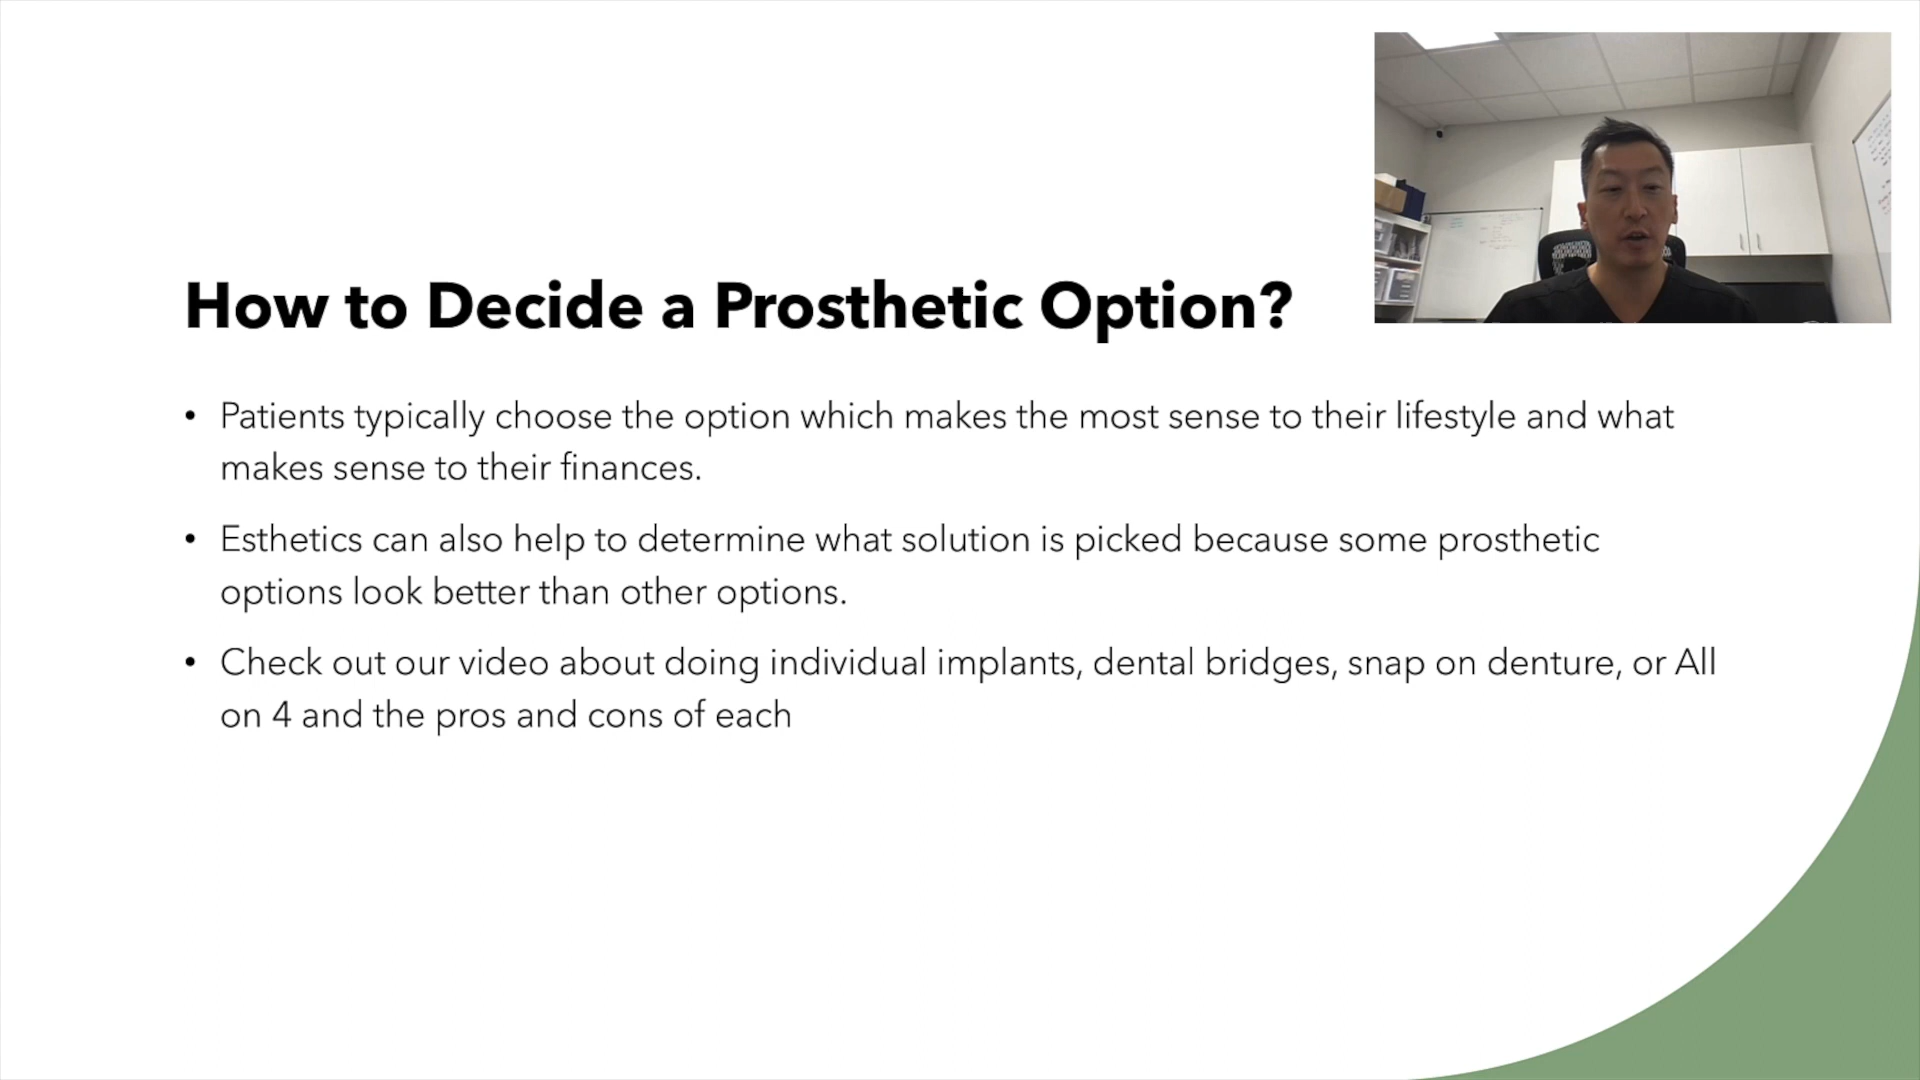 How to Decide a Prosthetic Option?
• Patients typically choose the option which makes the most sense to their lifestyle and what
makes sense to their finances.
• Esthetics can also help to determine what solution is picked because some prosthetic
options look better than other options.
• Check out our video about doing individual implants, dental bridges, snap on denture, or All
on 4 and the pros and cons of each